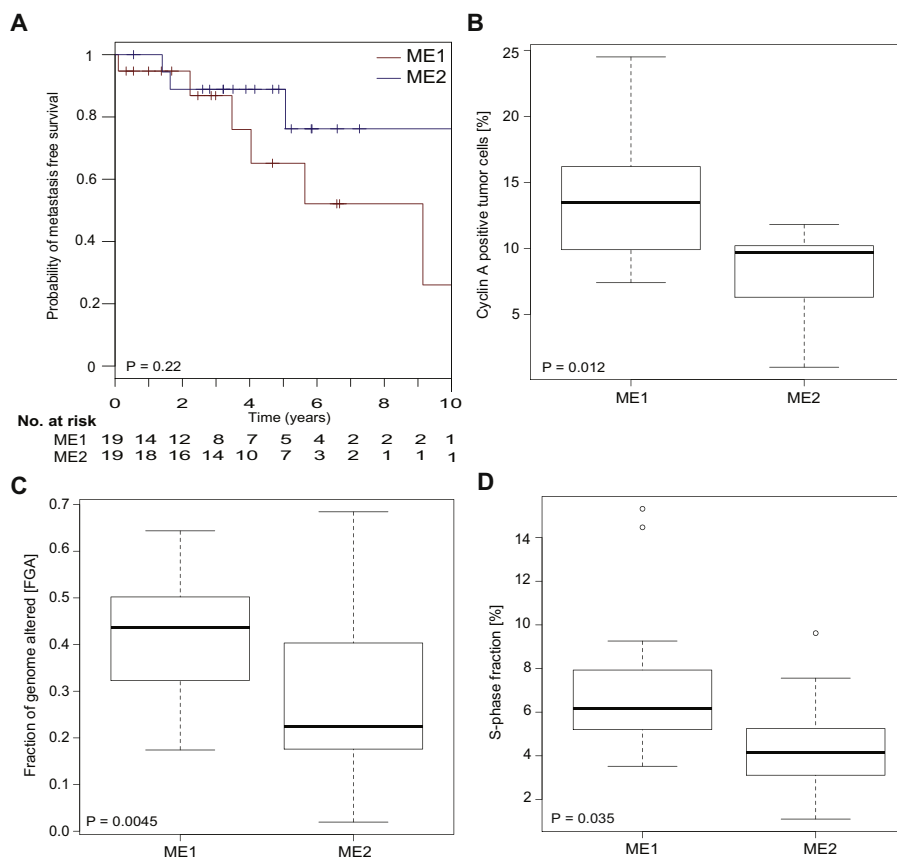 A
Probability of metastasis free survival
1
0.8
0.6
0.4
0.2
0
ME1
ME2
P = 0.22
0 2 4 6 8 10
Time (years)
No. at risk
ME1 19 14 12 8 7 5 4 2 2 2 1
ME2 19 18 16 14 10 7 3 2 1 1 1
B
Cyclin A positive tumor cells [%]
25
20
15
10
5
P = 0.012
ME1 ME2
C
Fraction of genome altered [FGA]
0.7
0.6
0.5
0.4
0.3
0.2
0.1
0.0
P = 0.0045
ME1 ME2
D
S-phase fraction [%]
14
12
10
8
6
4
2
P = 0.035
ME1 ME2